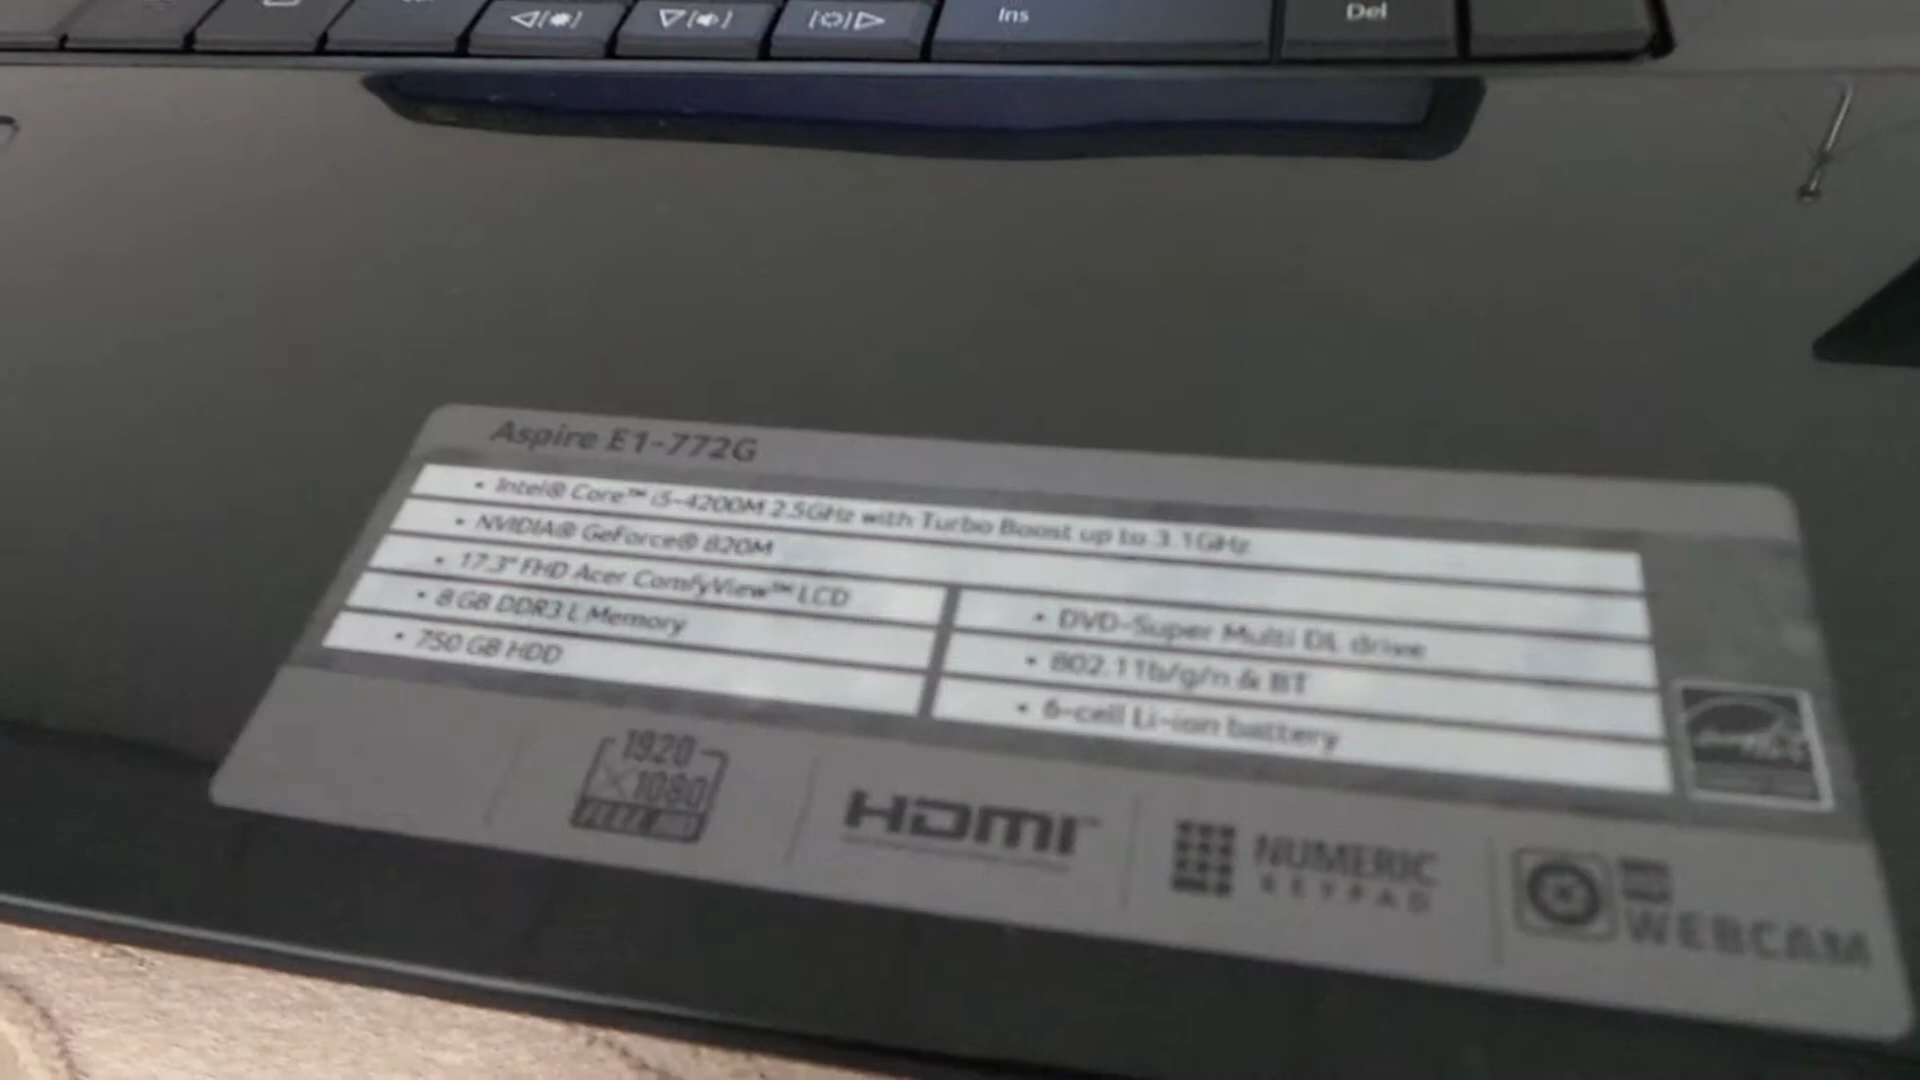 Ins
Del
Aspire E1-772G
• Intel® Core™ i5-4200M 2.5GHz with Turbo Boost up to 3.1GHz
• NVIDIA® GeForce® 820M
• 17.3" FHD Acer ComfyView™ LCD
• 8 GB DDR3 L Memory
• 750 GB HDD
• DVD-Super Multi DL drive
• 802.11b/g/n & BT
• 6-cell Li-ion battery
1920
x1080
HDMI
NUMERIC
KEYPAD
WEBCAM